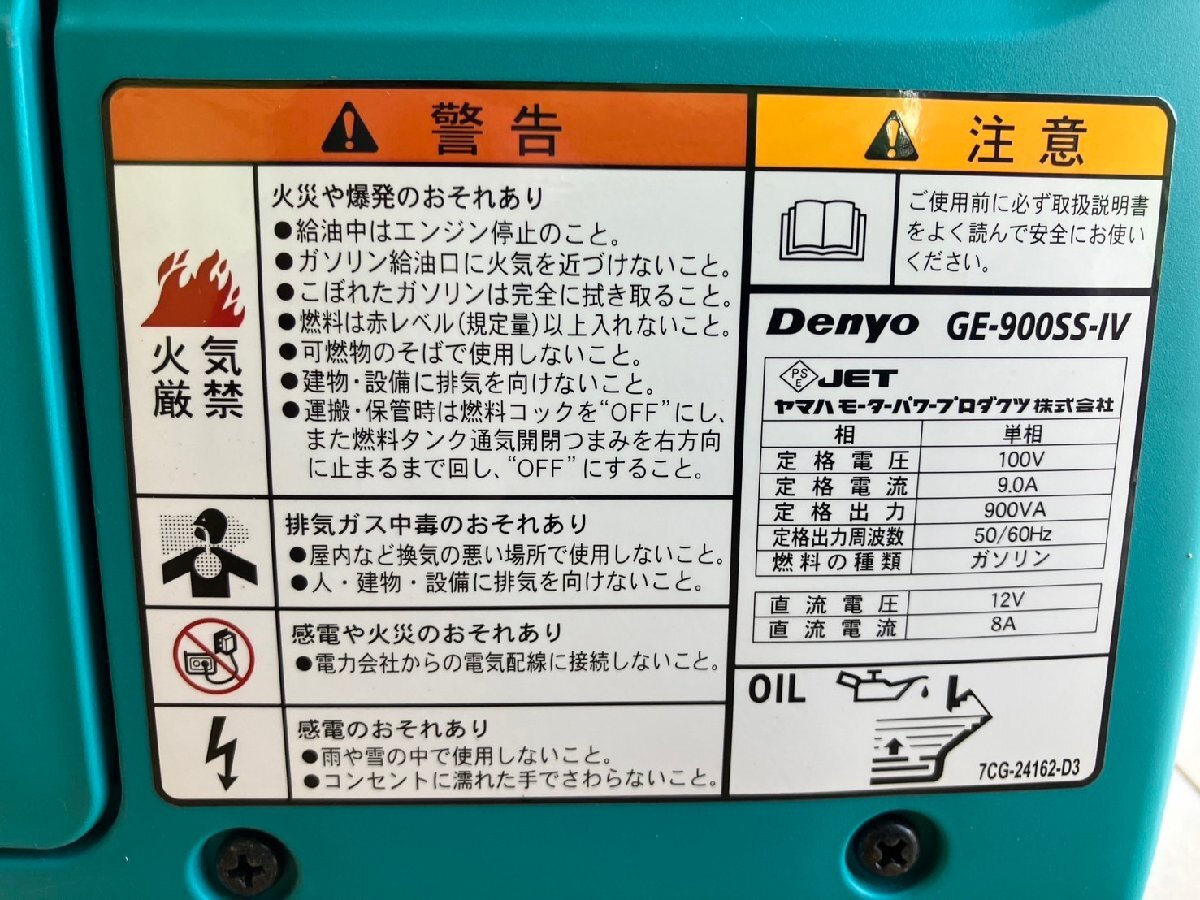 警告
火気
厳禁
火災や爆発のおそれあり
●給油中はエンジン停止のこと。
●ガソリン給油口に火気を近づけないこと。
●こぼれたガソリンは完全に拭き取ること。
●燃料は赤レベル(規定量)以上入れないこと。
●可燃物のそばで使用しないこと。
●建物・設備に排気を向けないこと。
●運搬・保管時は燃料コックを“OFF”にし、
また燃料タンク通気開閉つまみを右方向
に止まるまで回し、“OFF”にすること。
排気ガス中毒のおそれあり
●屋内など換気の悪い場所で使用しないこと。
●人・建物・設備に排気を向けないこと。
感電や火災のおそれあり
●電力会社からの電気配線に接続しないこと。
感電のおそれあり
●雨や雪の中で使用しないこと。
●コンセントに濡れた手でさわらないこと。
注意
ご使用前に必ず取扱説明書
をよく読んで安全にお使い
ください。
Denyo GE-900SS-IV
PS E JET
ヤマハモーターパワープロダクツ株式会社
相 単相
定格電圧 100V
定格電流 9.0A
定格出力 900VA
定格出力周波数 50/60Hz
燃料の種類 ガソリン
直流電圧 12V
直流電流 8A
OIL
7CG-24162-D3